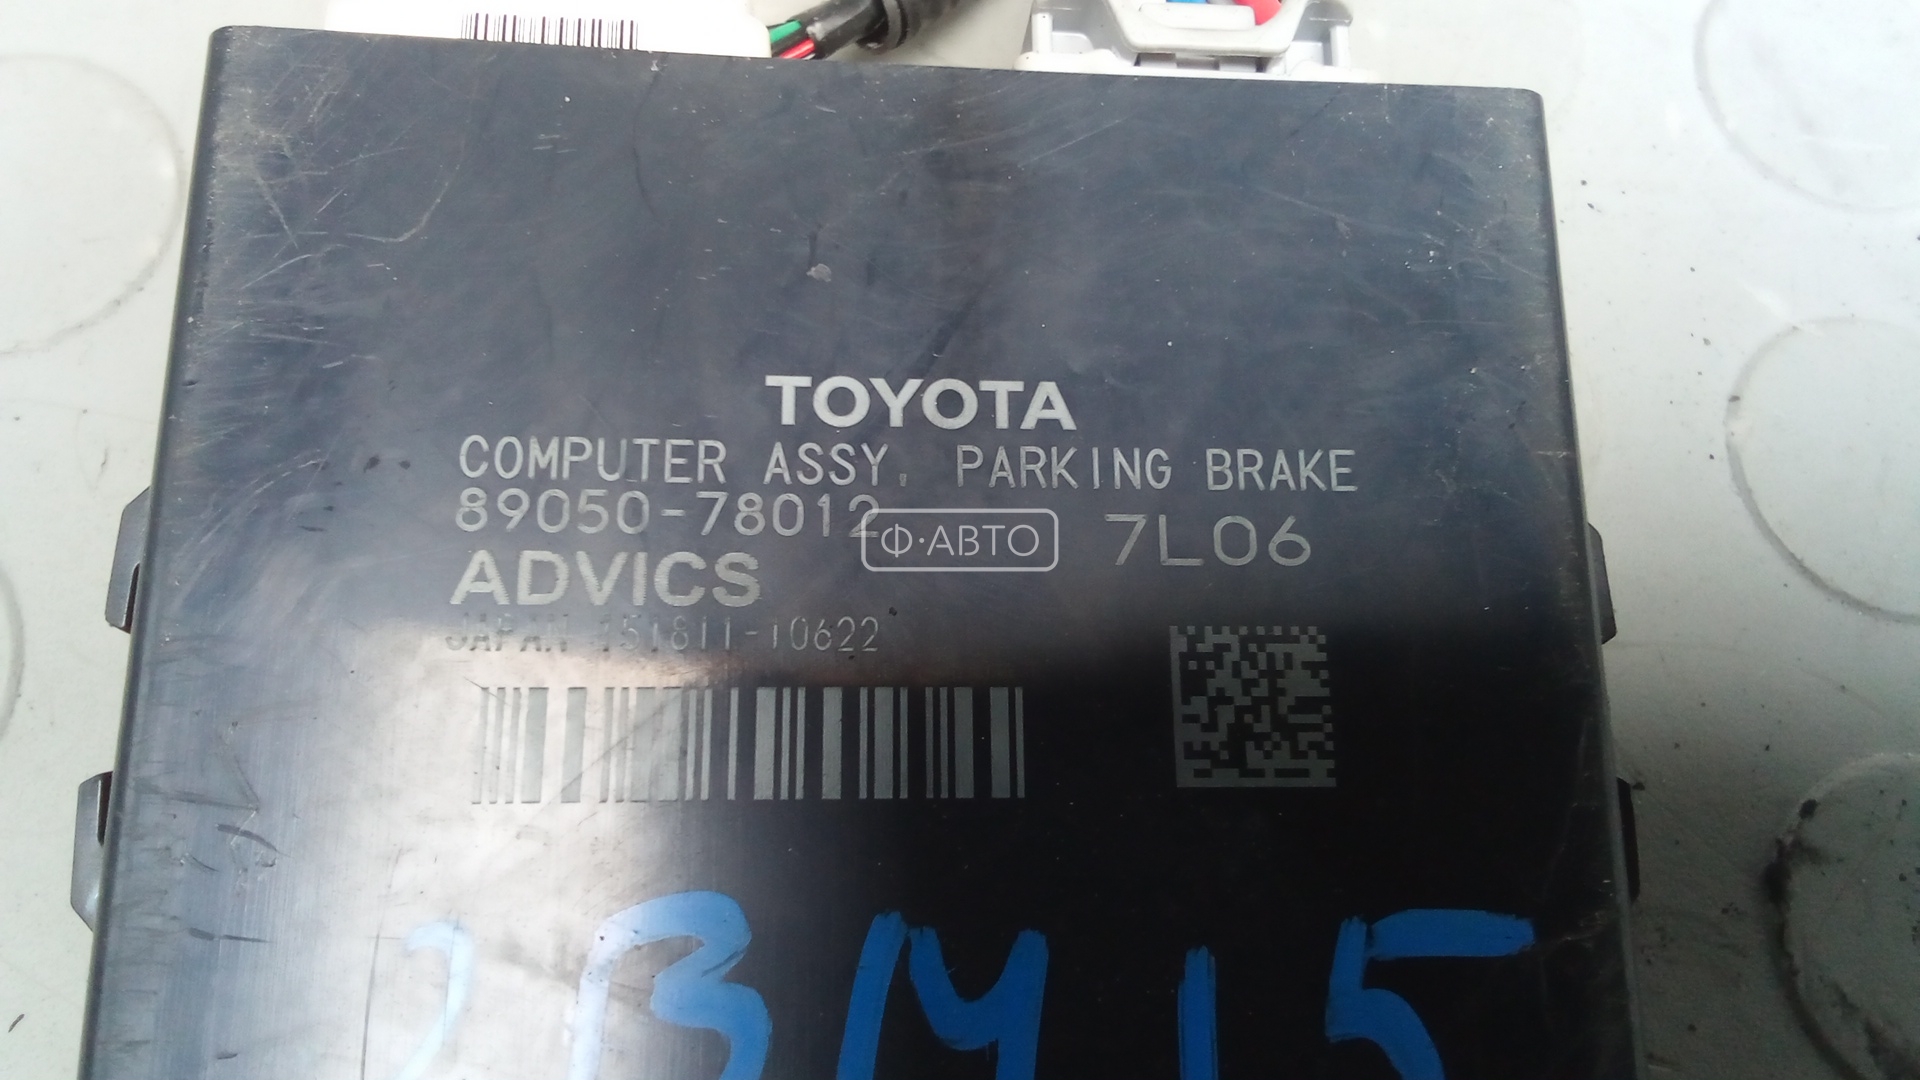 TOYOTA
COMPUTER ASSY, PARKING BRAKE
89050-78012 7L06
Ф·АВТО
ADVICS
JAPAN 151811-10622